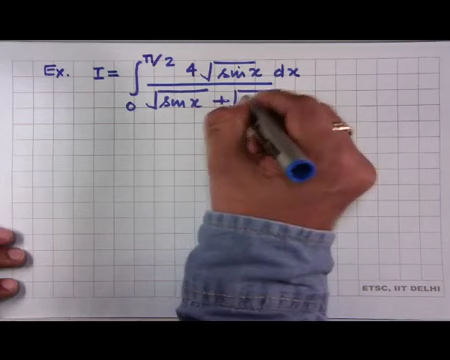 Ex. I = ∫₀^{π/2} 4√sin x dx / √sin x + √
ETSC, IIT DELHI